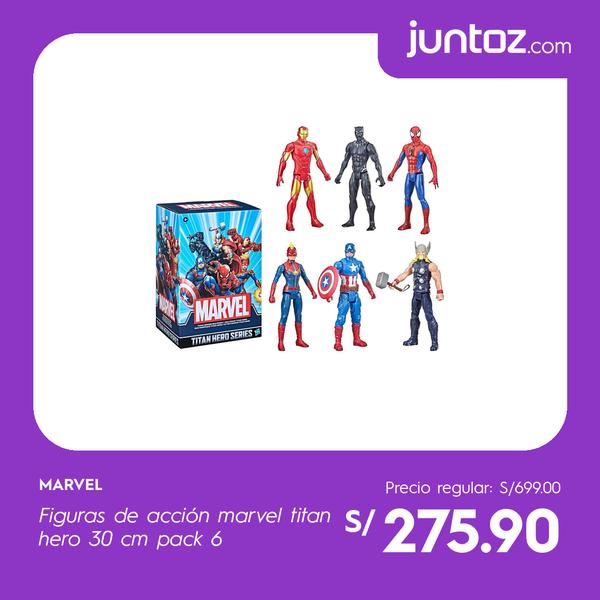 juntoz.com
MARVEL
TITAN HERO SERIES
MARVEL
Figuras de acción marvel titan
hero 30 cm pack 6
Precio regular: S/699.00
S/ 275.90